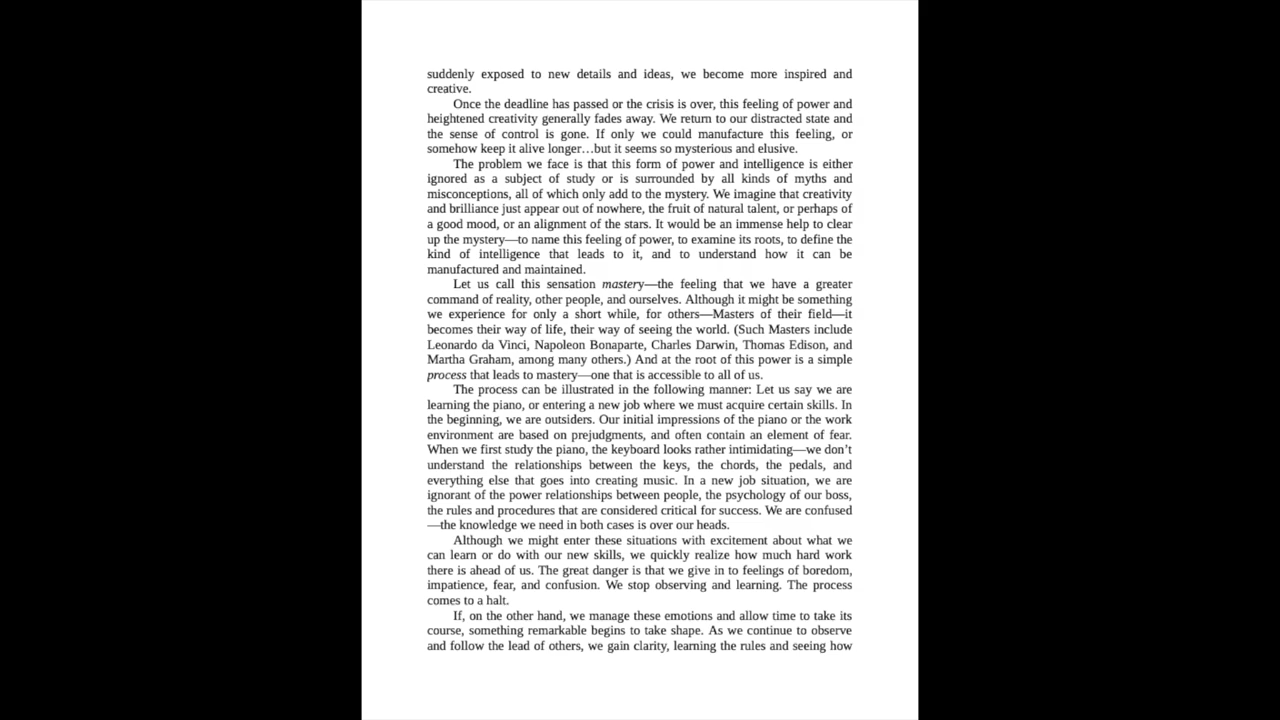 suddenly exposed to new details and ideas, we become more inspired and
creative.
Once the deadline has passed or the crisis is over, this feeling of power and
heightened creativity generally fades away. We return to our distracted state and
the sense of control is gone. If only we could manufacture this feeling, or
somehow keep it alive longer…but it seems so mysterious and elusive.
The problem we face is that this form of power and intelligence is either
ignored as a subject of study or is surrounded by all kinds of myths and
misconceptions, all of which only add to the mystery. We imagine that creativity
and brilliance just appear out of nowhere, the fruit of natural talent, or perhaps of
a good mood, or an alignment of the stars. It would be an immense help to clear
up the mystery—to name this feeling of power, to examine its roots, to define the
kind of intelligence that leads to it, and to understand how it can be
manufactured and maintained.
Let us call this sensation mastery—the feeling that we have a greater
command of reality, other people, and ourselves. Although it might be something
we experience for only a short while, for others—Masters of their field—it
becomes their way of life, their way of seeing the world. (Such Masters include
Leonardo da Vinci, Napoleon Bonaparte, Charles Darwin, Thomas Edison, and
Martha Graham, among many others.) And at the root of this power is a simple
process that leads to mastery—one that is accessible to all of us.
The process can be illustrated in the following manner: Let us say we are
learning the piano, or entering a new job where we must acquire certain skills. In
the beginning, we are outsiders. Our initial impressions of the piano or the work
environment are based on prejudgments, and often contain an element of fear.
When we first study the piano, the keyboard looks rather intimidating—we don’t
understand the relationships between the keys, the chords, the pedals, and
everything else that goes into creating music. In a new job situation, we are
ignorant of the power relationships between people, the psychology of our boss,
the rules and procedures that are considered critical for success. We are confused
—the knowledge we need in both cases is over our heads.
Although we might enter these situations with excitement about what we
can learn or do with our new skills, we quickly realize how much hard work
there is ahead of us. The great danger is that we give in to feelings of boredom,
impatience, fear, and confusion. We stop observing and learning. The process
comes to a halt.
If, on the other hand, we manage these emotions and allow time to take its
course, something remarkable begins to take shape. As we continue to observe
and follow the lead of others, we gain clarity, learning the rules and seeing how